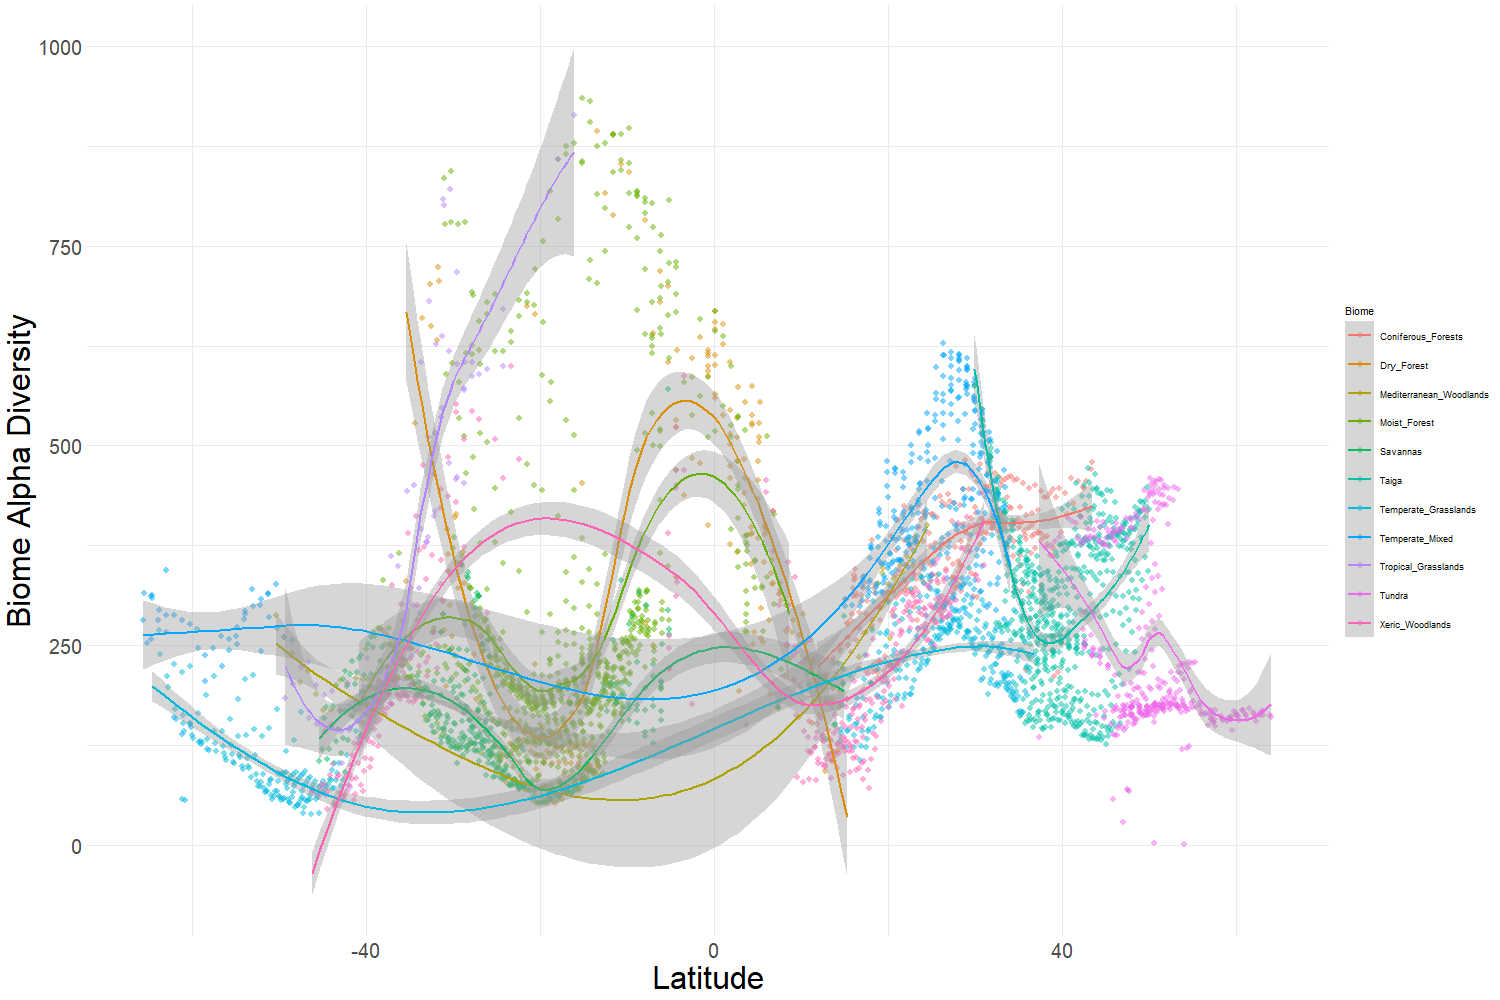 1000
750
500
250
0
Biome Alpha Diversity
-40
0
40
Latitude
Biome
Coniferous_Forests
Dry_Forest
Mediterranean_Woodlands
Moist_Forest
Savannas
Taiga
Temperate_Grasslands
Temperate_Mixed
Tropical_Grasslands
Tundra
Xeric_Woodlands